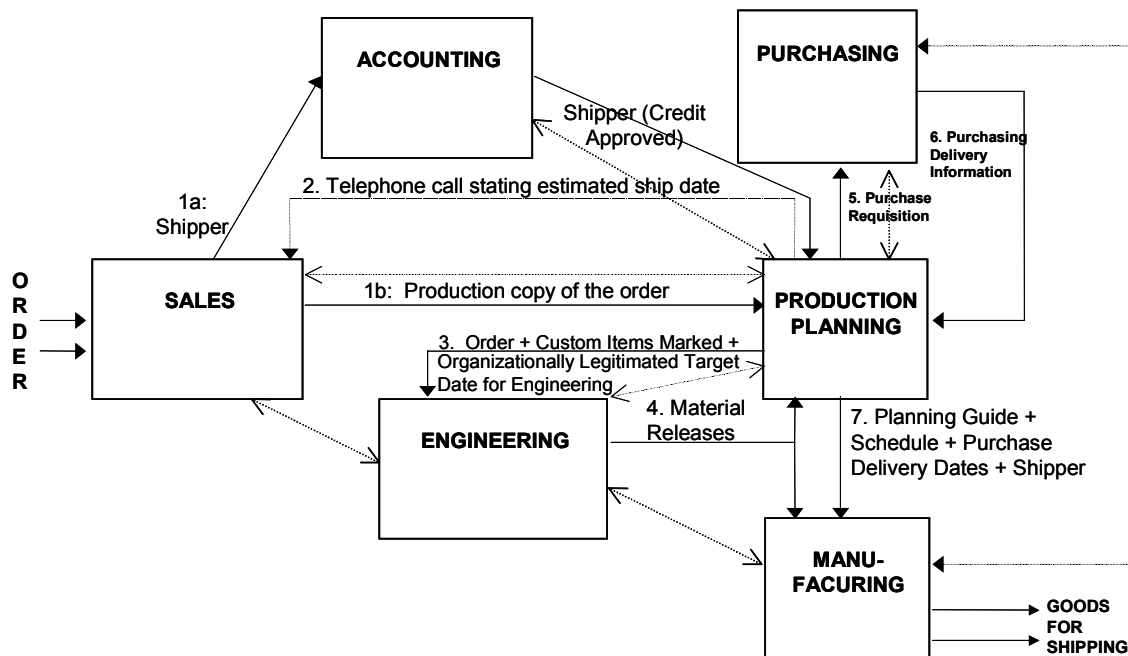 ACCOUNTING
PURCHASING
Shipper (Credit
Approved)
6. Purchasing
Delivery
Information
1a:
Shipper
2. Telephone call stating estimated ship date
5. Purchase
Requisition
O
R
D
E
R
SALES
1b: Production copy of the order
PRODUCTION
PLANNING
3. Order + Custom Items Marked +
Organizationally Legitimated Target
Date for Engineering
ENGINEERING
4. Material
Releases
7. Planning Guide +
Schedule + Purchase
Delivery Dates + Shipper
MANU-
FACURING
GOODS
FOR
SHIPPING